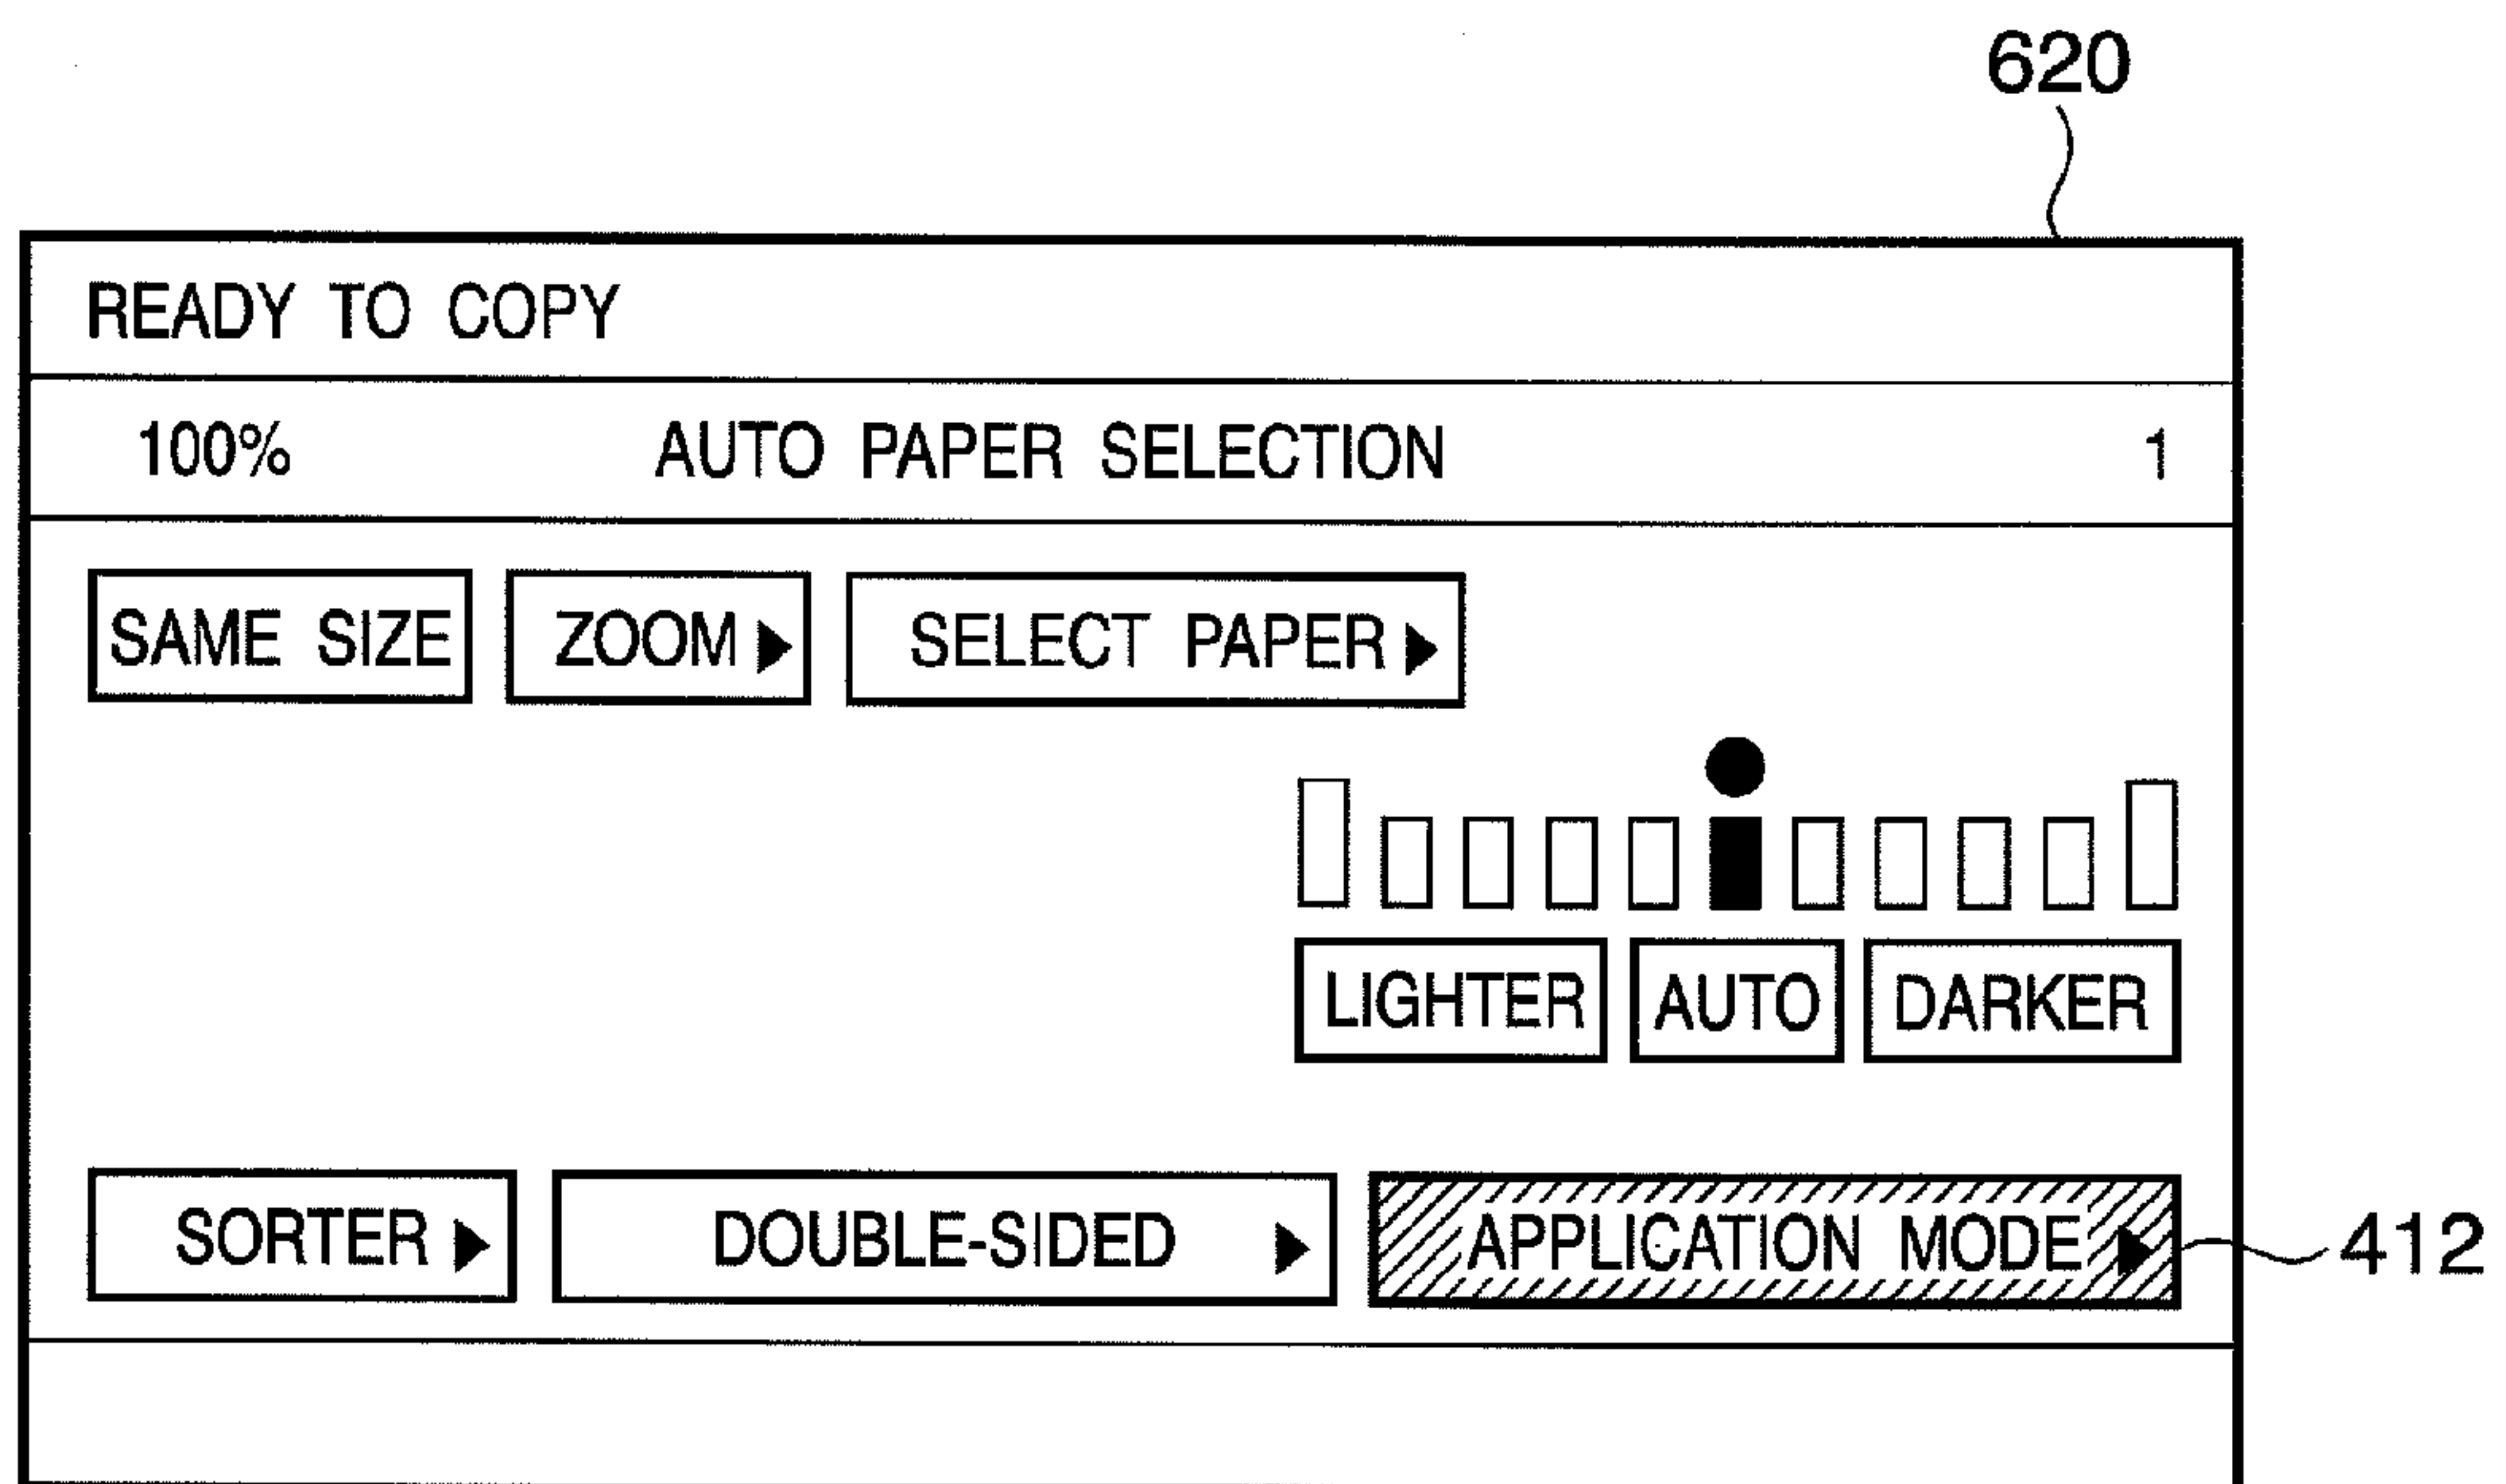 620
READY TO COPY
100% AUTO PAPER SELECTION 1
SAME SIZE ZOOM SELECT PAPER
LIGHTER AUTO DARKER
SORTER DOUBLE-SIDED APPLICATION MODE 412